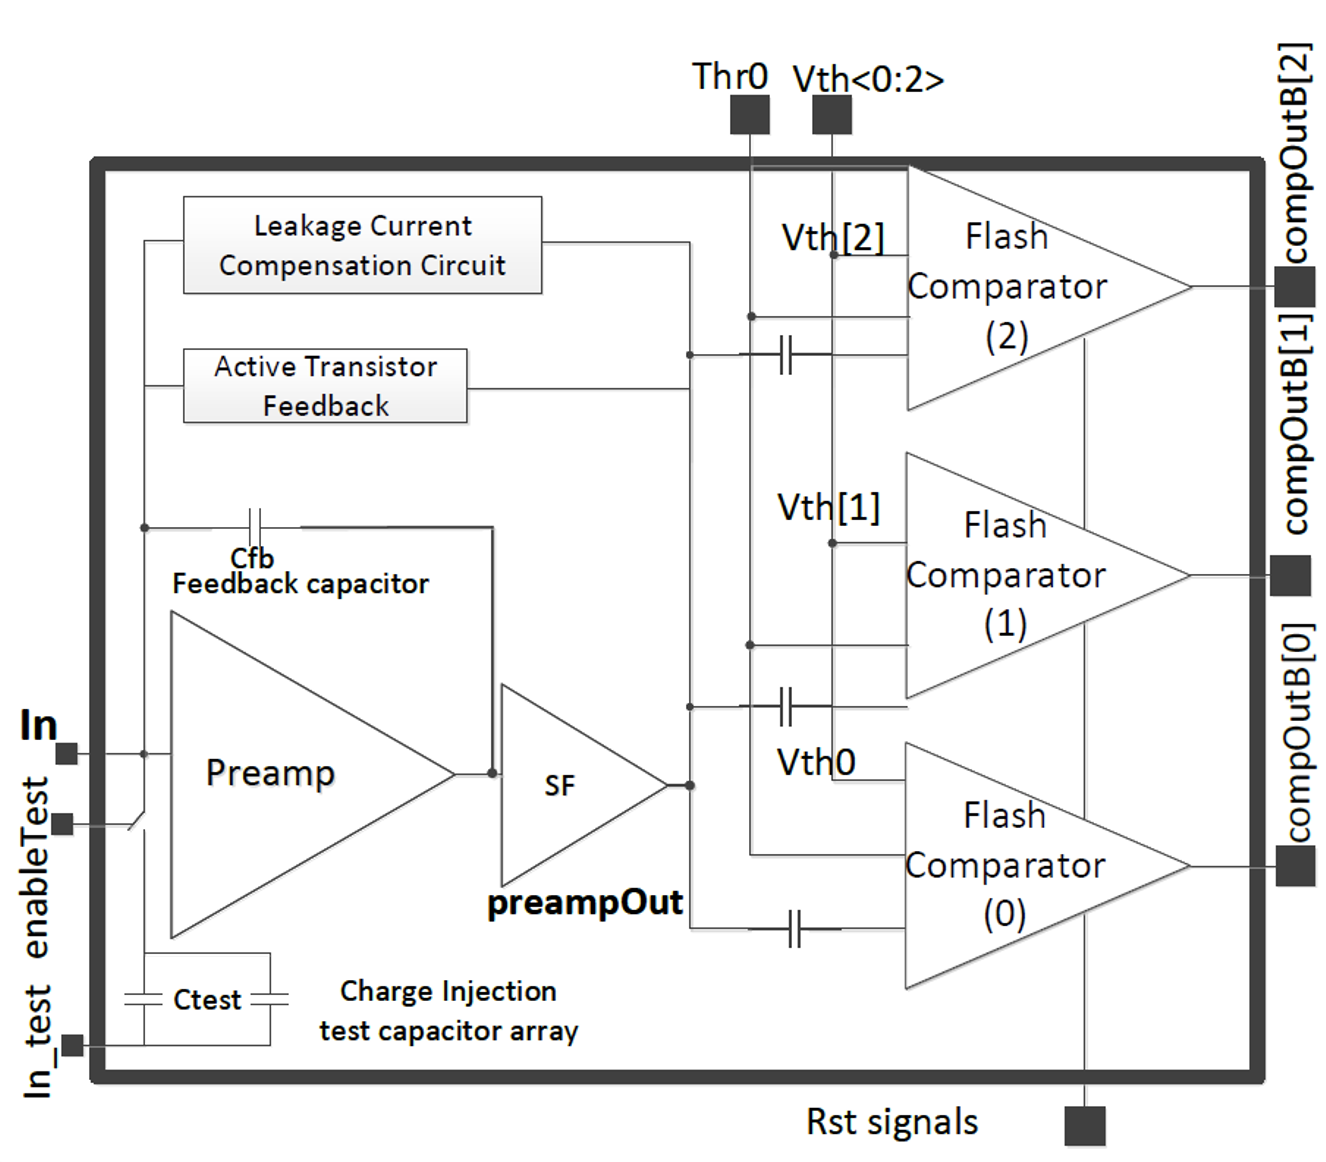 Thr0
Vth<0:2>
compOutB[2]
Leakage Current
Compensation Circuit
Vth[2]
Flash
Comparator
(2)
Active Transistor
Feedback
compOutB[1]
Vth[1]
Flash
Comparator
(1)
Cfb
Feedback capacitor
In
Preamp
SF
Vth0
compOutB[0]
enableTest
Flash
Comparator
(0)
preampOut
Ctest
Charge Injection
test capacitor array
In_test
Rst signals